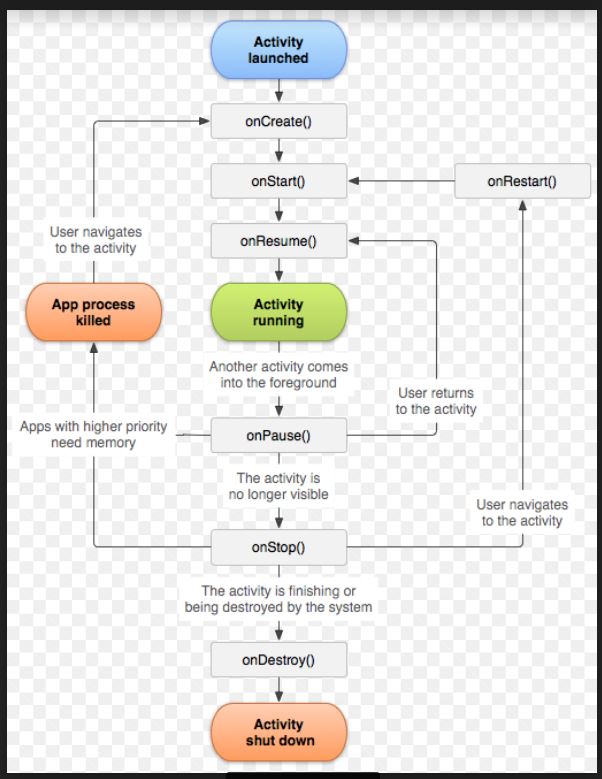 Activity
launched
onCreate()
onStart()
onRestart()
onResume()
User navigates
to the activity
App process
killed
Activity
running
Another activity comes
into the foreground
User returns
to the activity
Apps with higher priority
need memory
onPause()
The activity is
no longer visible
User navigates
to the activity
onStop()
The activity is finishing or
being destroyed by the system
onDestroy()
Activity
shut down